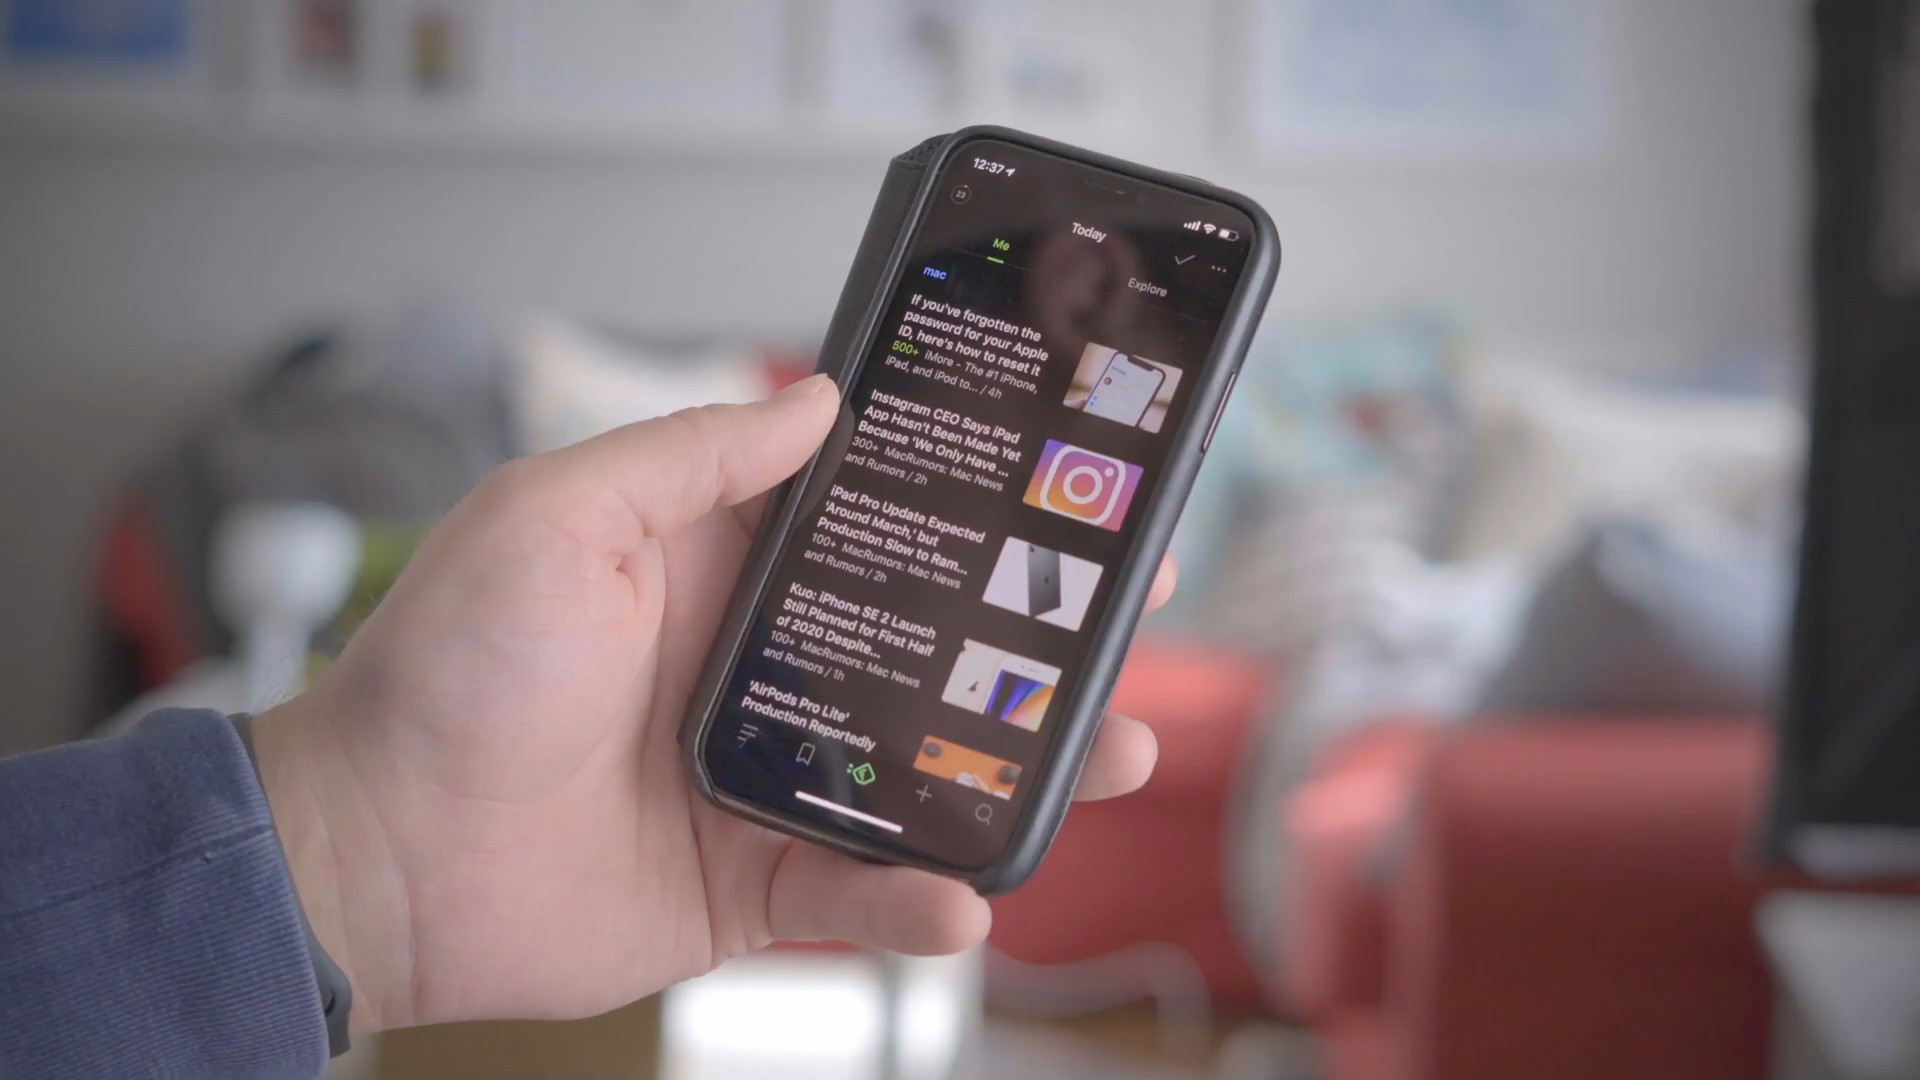 12:37
23
Today
Me
Explore
mac
If you've forgotten the
password for your Apple
ID, here's how to reset it
500+ iMore - The #1 iPhone,
iPad, and iPod to... / 4h
Instagram CEO Says iPad
App Hasn't Been Made Yet
Because 'We Only Have ...
300+ MacRumors: Mac News
and Rumors / 2h
iPad Pro Update Expected
'Around March,' but
Production Slow to Ram...
100+ MacRumors: Mac News
and Rumors / 2h
Kuo: iPhone SE 2 Launch
Still Planned for First Half
of 2020 Despite...
100+ MacRumors: Mac News
and Rumors / 1h
'AirPods Pro Lite'
Production Reportedly